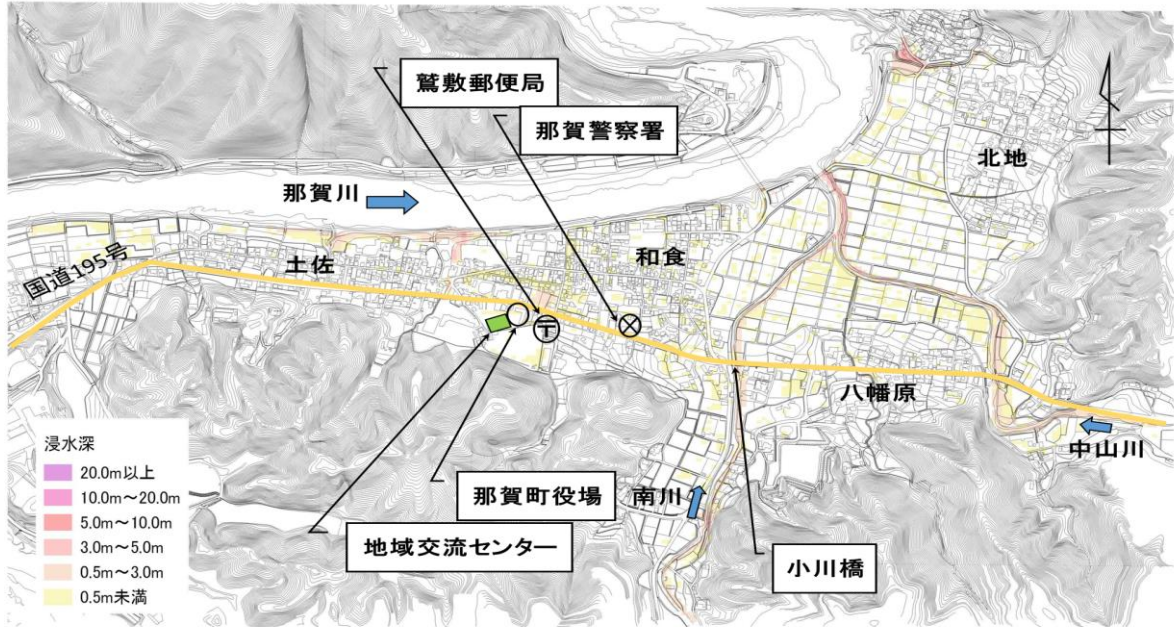 鷲敷郵便局
那賀警察署
北地
那賀川
和食
土佐
国道195号
八幡原
中山川
南川
那賀町役場
地域交流センター
小川橋
浸水深
20.0m以上
10.0m～20.0m
5.0m～10.0m
3.0m～5.0m
0.5m～3.0m
0.5m未満